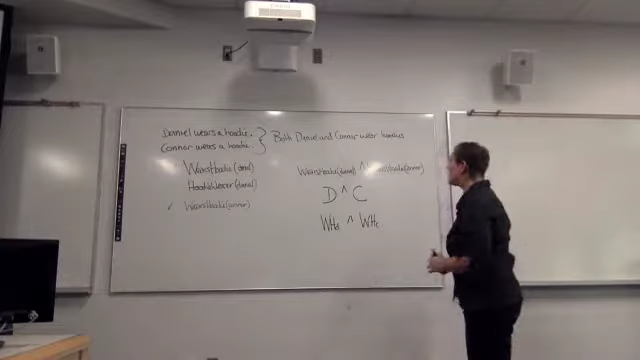 Daniel wears a hoodie. } Both Daniel and Connor wear hoodies
Connor wears a hoodie.
WearsHoodie(daniel)
HoodieWearer(daniel)
✓ WearsHoodie(connor)
WearsHoodie(daniel) ∧ WearsHoodie(connor)
D ∧ C
WHd ∧ WHc